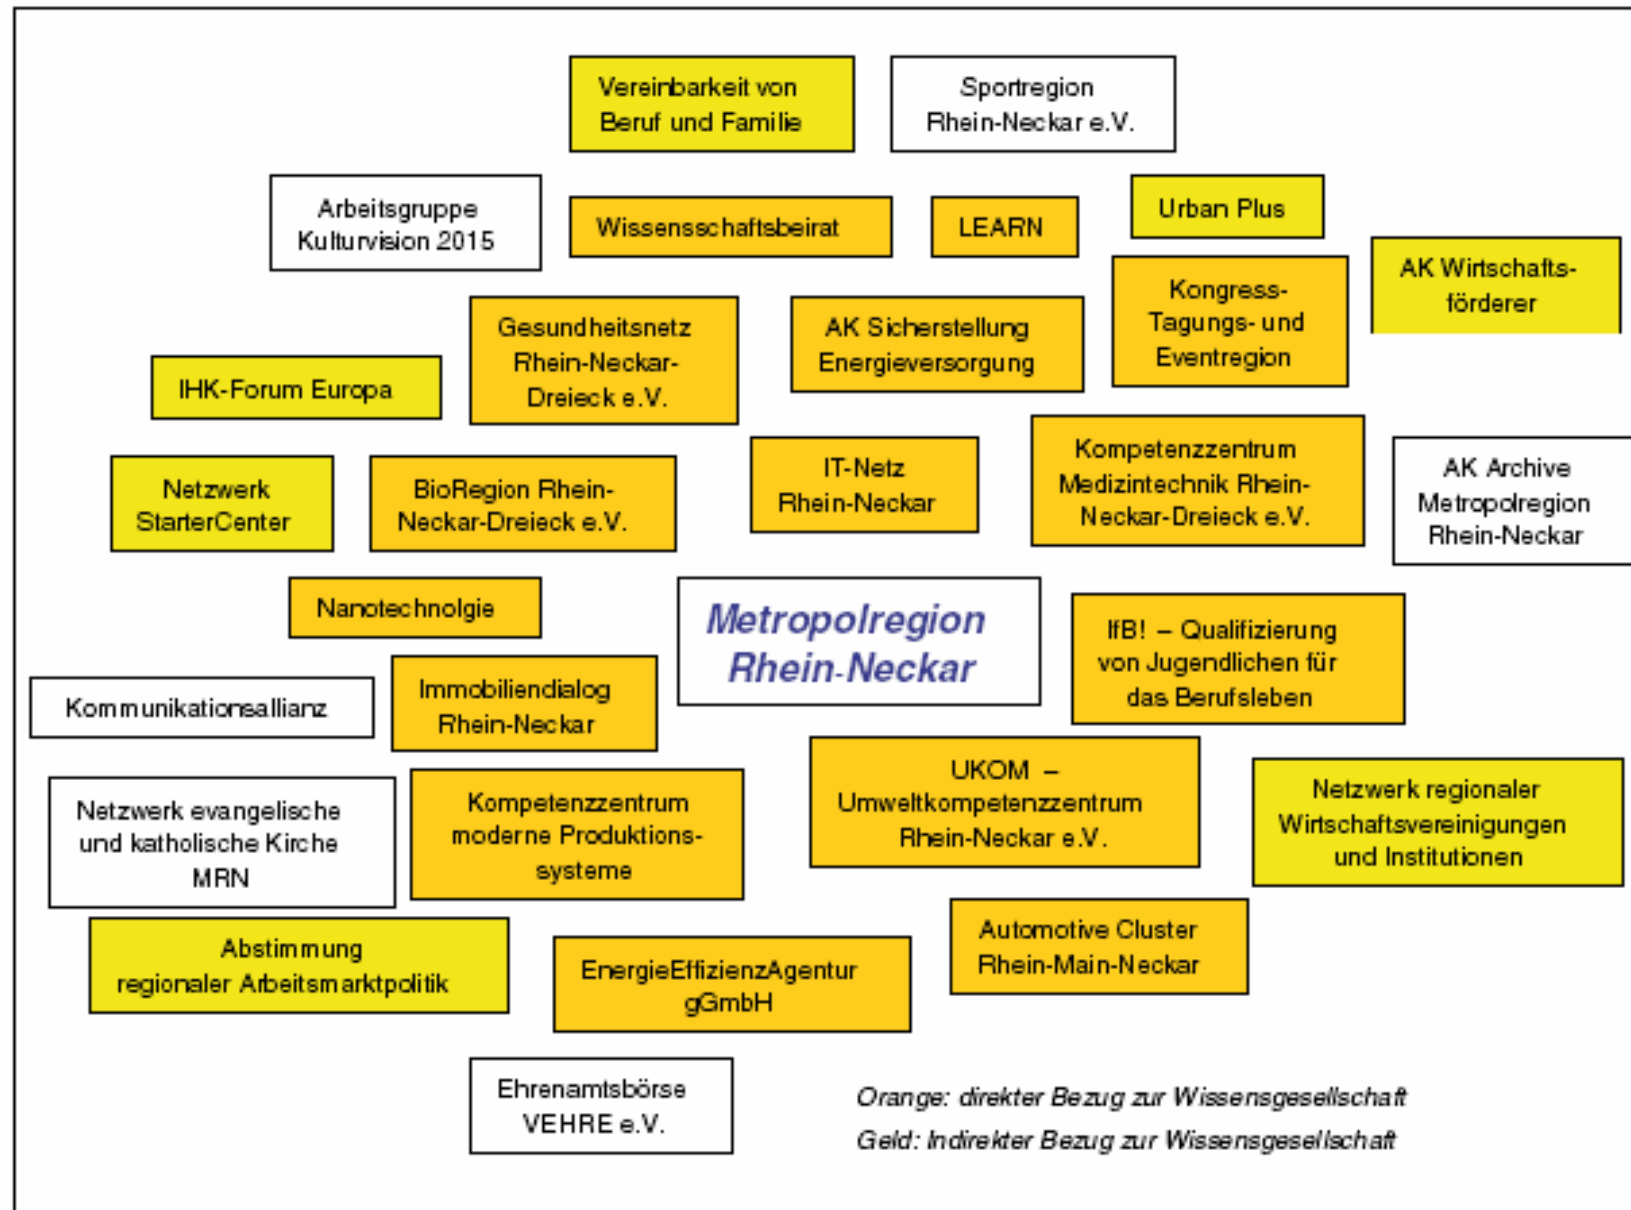 Vereinbarkeit von
Beruf und Familie
Sportregion
Rhein-Neckar e.V.
Arbeitsgruppe
Kulturvision 2015
Wissensschaftsbeirat
LEARN
Urban Plus
AK Wirtschafts-
förderer
Gesundheitsnetz
Rhein-Neckar-
Dreieck e.V.
AK Sicherstellung
Energieversorgung
Kongress-
Tagungs- und
Eventregion
IHK-Forum Europa
Netzwerk
StarterCenter
BioRegion Rhein-
Neckar-Dreieck e.V.
IT-Netz
Rhein-Neckar
Kompetenzzentrum
Medizintechnik Rhein-
Neckar-Dreieck e.V.
AK Archive
Metropolregion
Rhein-Neckar
Nanotechnolgie
Metropolregion
Rhein-Neckar
IfB! – Qualifizierung
von Jugendlichen für
das Berufsleben
Kommunikationsallianz
Immobiliendialog
Rhein-Neckar
Netzwerk evangelische
und katholische Kirche
MRN
Kompetenzzentrum
moderne Produktions-
systeme
UKOM –
Umweltkompetenzzentrum
Rhein-Neckar e.V.
Netzwerk regionaler
Wirtschaftsvereinigungen
und Institutionen
Abstimmung
regionaler Arbeitsmarktpolitik
EnergieEffizienzAgentur
gGmbH
Automotive Cluster
Rhein-Main-Neckar
Ehrenamtsbörse
VEHRE e.V.
Orange: direkter Bezug zur Wissensgesellschaft
Geld: Indirekter Bezug zur Wissensgesellschaft